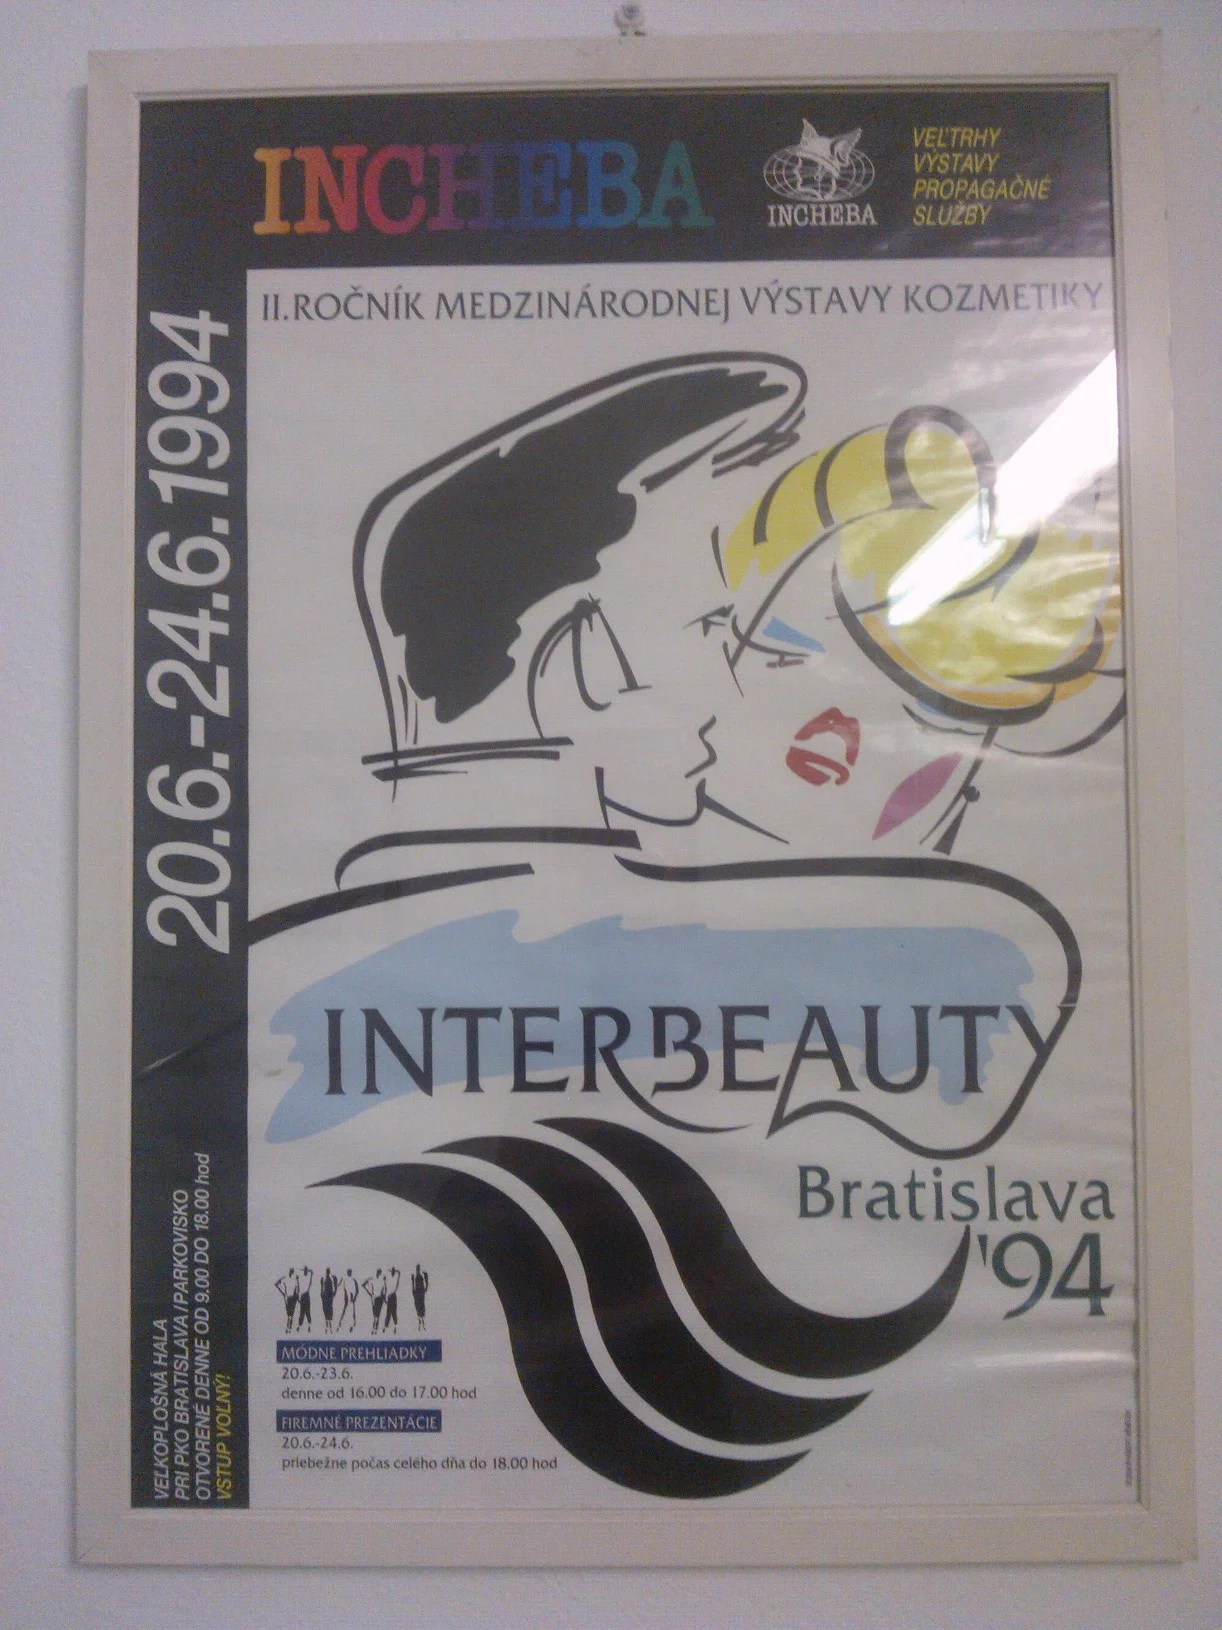 INCHEBA
INCHEBA
VEĽTRHY
VÝSTAVY
PROPAGAČNÉ
SLUŽBY
II.ROČNÍK MEDZINÁRODNEJ VÝSTAVY KOZMETIKY
20.6.-24.6.1994
INTERBEAUTY
Bratislava
'94
MÓDNE PREHLIADKY
20.6.-23.6.
denne od 16.00 do 17.00 hod
FIREMNÉ PREZENTÁCIE
20.6.-24.6.
priebežne počas celého dňa do 18.00 hod
VEĽKOPLOŠNÁ HALA
PRI PKO BRATISLAVA/PARKOVISKO
OTVORENÉ DENNE OD 9.00 DO 18.00 hod
VSTUP VOĽNÝ!